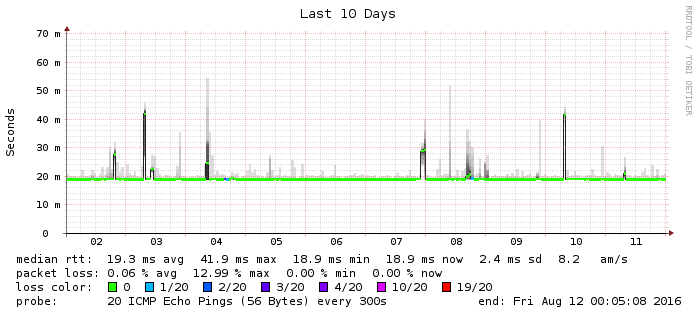 Last 10 Days
RRDTOOL / TOBI OETIKER
Seconds
70 m
60 m
50 m
40 m
30 m
20 m
10 m
0
02 03 04 05 06 07 08 09 10 11
median rtt: 19.3 ms avg 41.9 ms max 18.9 ms min 18.9 ms now 2.4 ms sd 8.2 am/s
packet loss: 0.06 % avg 12.99 % max 0.00 % min 0.00 % now
loss color: 0 1/20 2/20 3/20 4/20 10/20 19/20
probe: 20 ICMP Echo Pings (56 Bytes) every 300s end: Fri Aug 12 00:05:08 2016